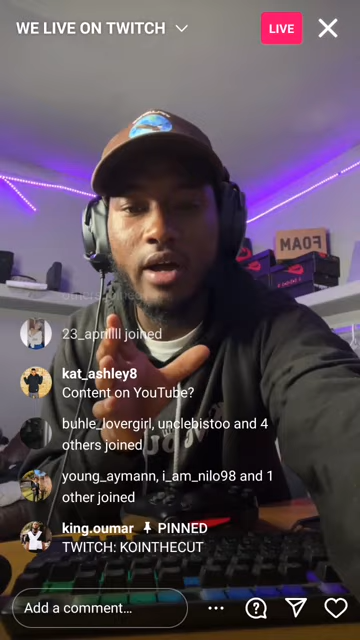 WE LIVE ON TWITCH
LIVE
FOAM
23_aprillll joined
kat_ashley8
Content on YouTube?
buhle_lovergirl, unclebistoo and 4
others joined
young_aymann, i_am_nilo98 and 1
other joined
king.oumar PINNED
TWITCH: KOINTHECUT
Add a comment...